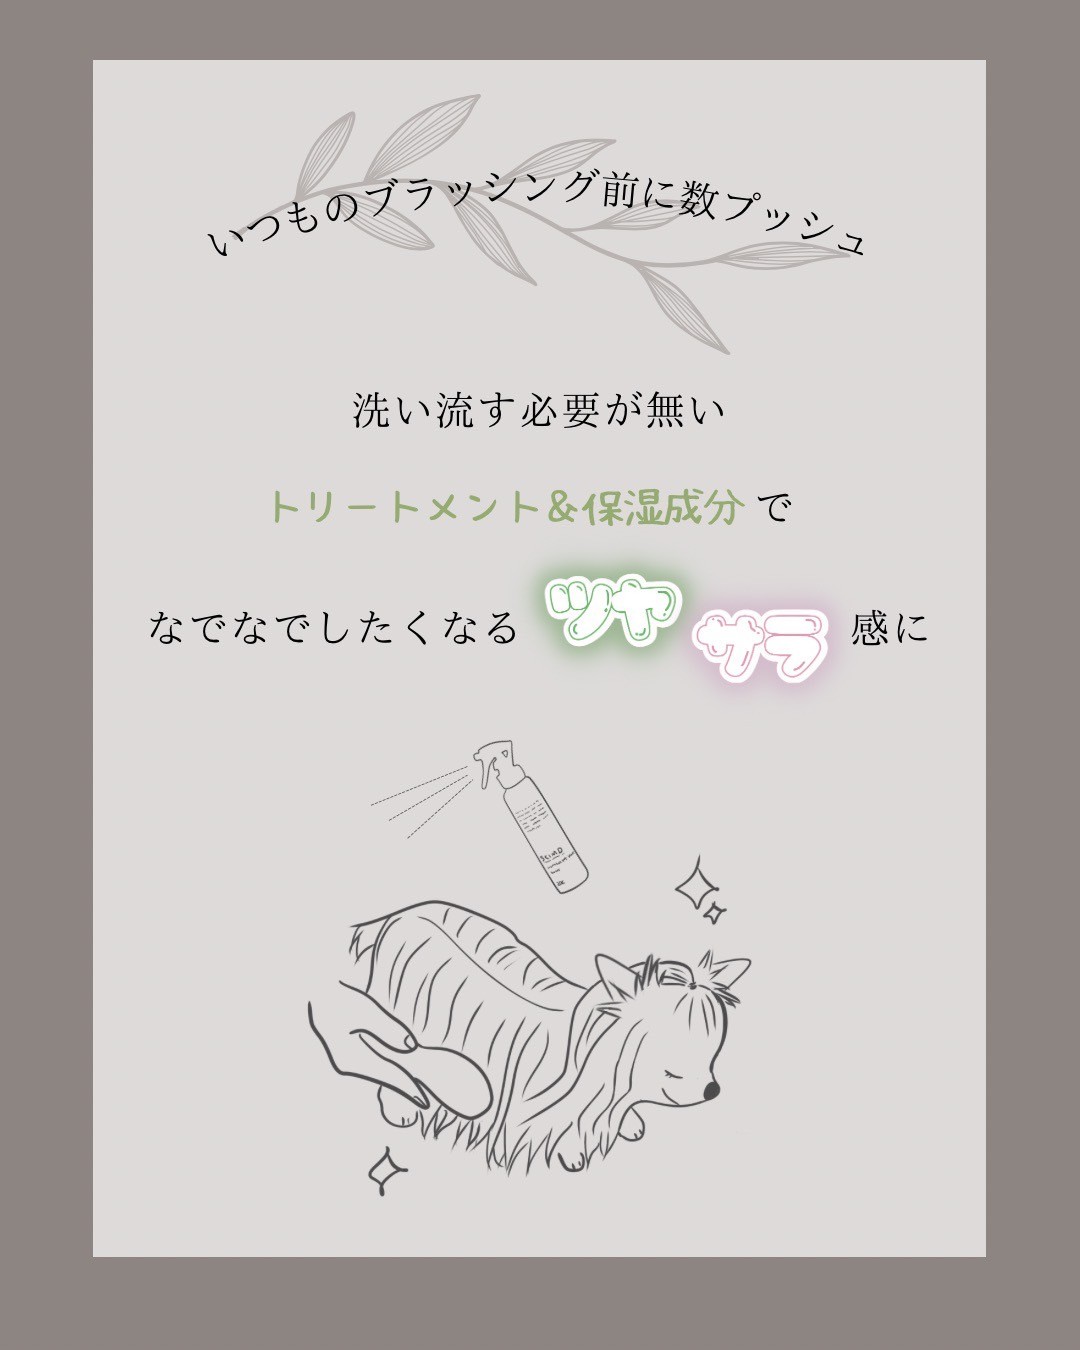 いつものブラッシング前に数プッシュ
洗い流す必要が無い
トリートメント&保湿成分で
なでなでしたくなるツヤサラ感に